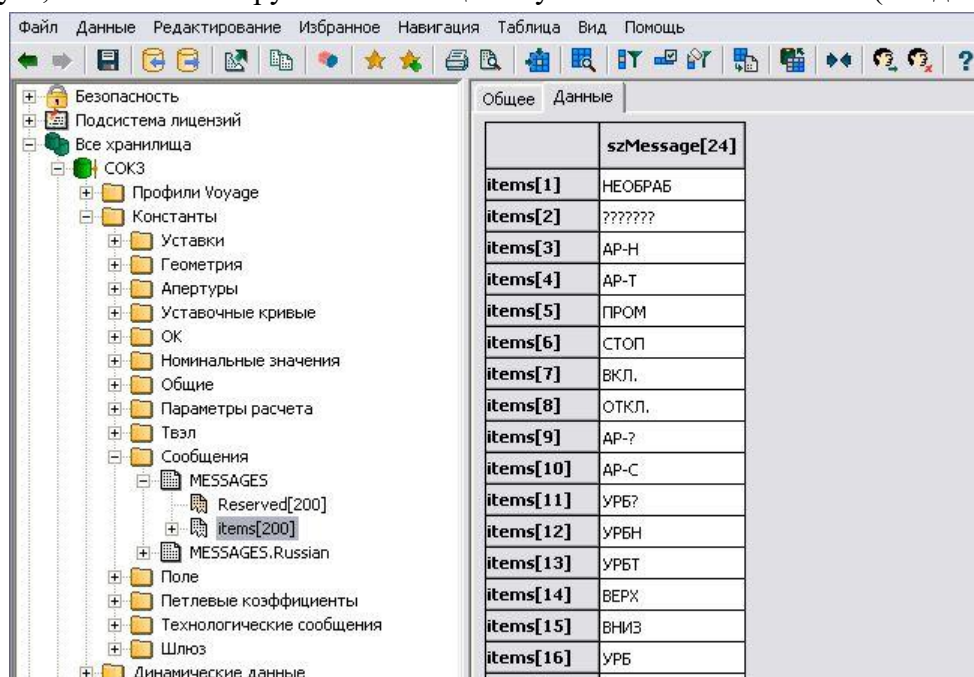 Файл Данные Редактирование Избранное Навигация Таблица Вид Помощь
Безопасность
Подсистема лицензий
Все хранилища
СОК3
Профили Voyage
Константы
Уставки
Геометрия
Апертуры
Уставочные кривые
ОК
Номинальные значения
Общие
Параметры расчета
Твэл
Сообщения
MESSAGES
Reserved[200]
items[200]
MESSAGES.Russian
Поле
Петлевые коэффициенты
Технологические сообщения
Шлюз
Динамические данные
Общее Данные
szMessage[24]
items[1] НЕОБРАБ
items[2] ???????
items[3] АР-Н
items[4] АР-Т
items[5] ПРОМ
items[6] СТОП
items[7] ВКЛ.
items[8] ОТКЛ.
items[9] АР-?
items[10] АР-С
items[11] УРБ?
items[12] УРБН
items[13] УРБТ
items[14] ВЕРХ
items[15] ВНИЗ
items[16] УРБ